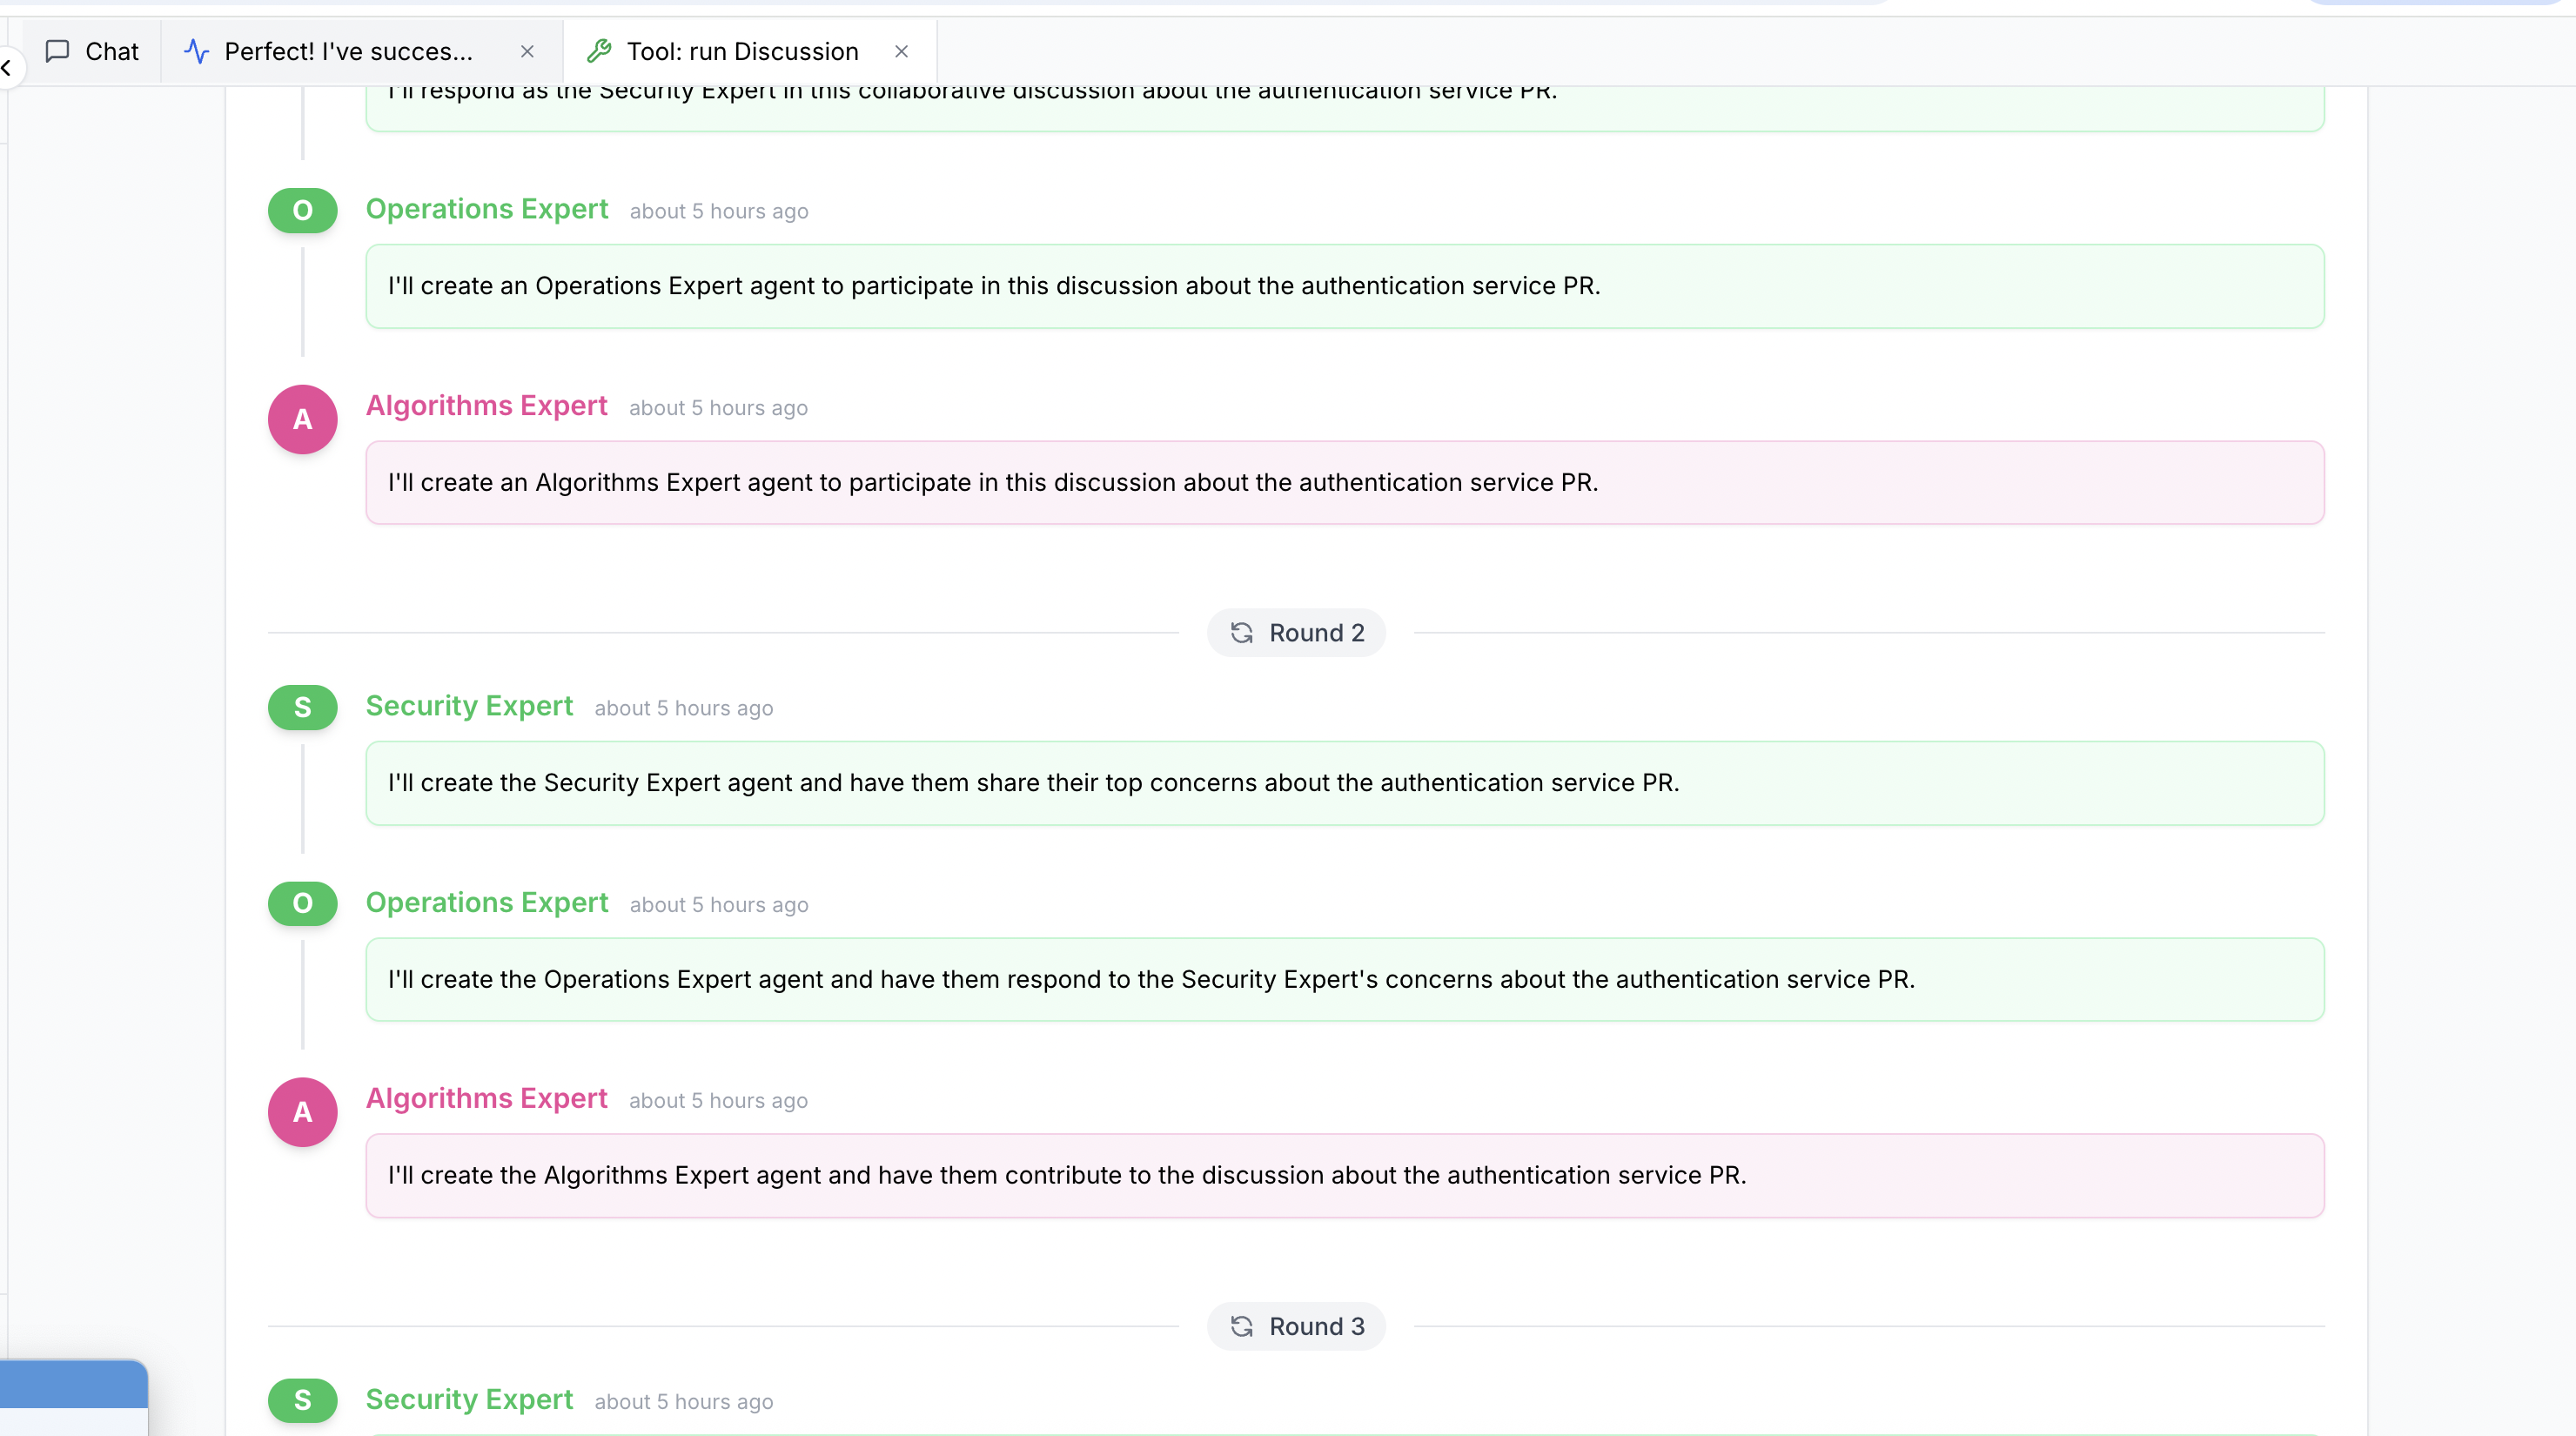 Chat
Perfect! I've succes...
Tool: run Discussion
I'll respond as the Security Expert in this collaborative discussion about the authentication service PR.
O
Operations Expert about 5 hours ago
I'll create an Operations Expert agent to participate in this discussion about the authentication service PR.
A
Algorithms Expert about 5 hours ago
I'll create an Algorithms Expert agent to participate in this discussion about the authentication service PR.
Round 2
S
Security Expert about 5 hours ago
I'll create the Security Expert agent and have them share their top concerns about the authentication service PR.
O
Operations Expert about 5 hours ago
I'll create the Operations Expert agent and have them respond to the Security Expert's concerns about the authentication service PR.
A
Algorithms Expert about 5 hours ago
I'll create the Algorithms Expert agent and have them contribute to the discussion about the authentication service PR.
Round 3
S
Security Expert about 5 hours ago